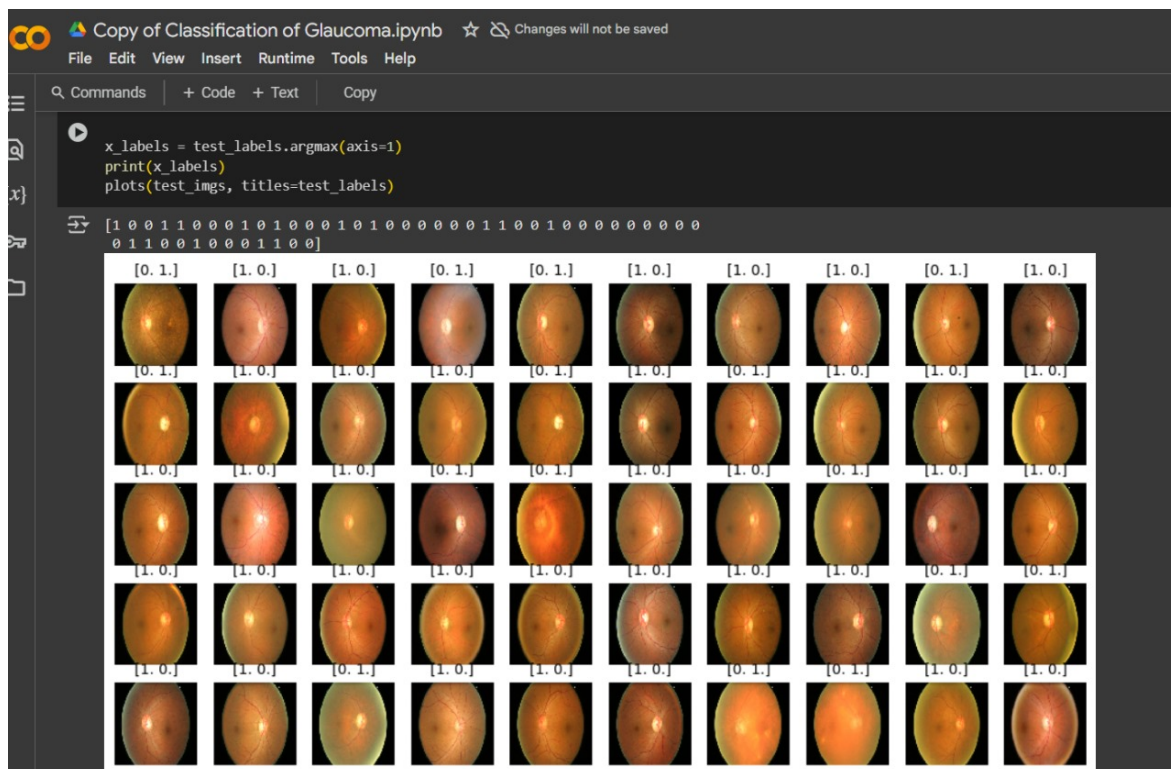 CO Copy of Classification of Glaucoma.ipynb Changes will not be saved
File Edit View Insert Runtime Tools Help
Commands + Code + Text Copy
x_labels = test_labels.argmax(axis=1)
print(x_labels)
plots(test_imgs, titles=test_labels)
{x}
[1 0 0 1 1 0 0 0 1 0 1 0 0 0 1 0 1 0 0 0 0 0 0 1 1 0 0 1 0 0 0 0 0 0 0 0 0
0 1 1 0 0 1 0 0 0 1 1 0 0]
[0. 1.] [1. 0.] [1. 0.] [0. 1.] [0. 1.] [1. 0.] [1. 0.] [1. 0.] [0. 1.] [1. 0.]
[0. 1.] [1. 0.] [1. 0.] [1. 0.] [0. 1.] [1. 0.] [0. 1.] [1. 0.] [1. 0.] [1. 0.]
[1. 0.] [1. 0.] [1. 0.] [0. 1.] [0. 1.] [1. 0.] [1. 0.] [0. 1.] [1. 0.] [1. 0.]
[1. 0.] [1. 0.] [1. 0.] [1. 0.] [1. 0.] [1. 0.] [1. 0.] [1. 0.] [0. 1.] [0. 1.]
[1. 0.] [1. 0.] [0. 1.] [1. 0.] [1. 0.] [1. 0.] [0. 1.] [0. 1.] [1. 0.] [1. 0.]